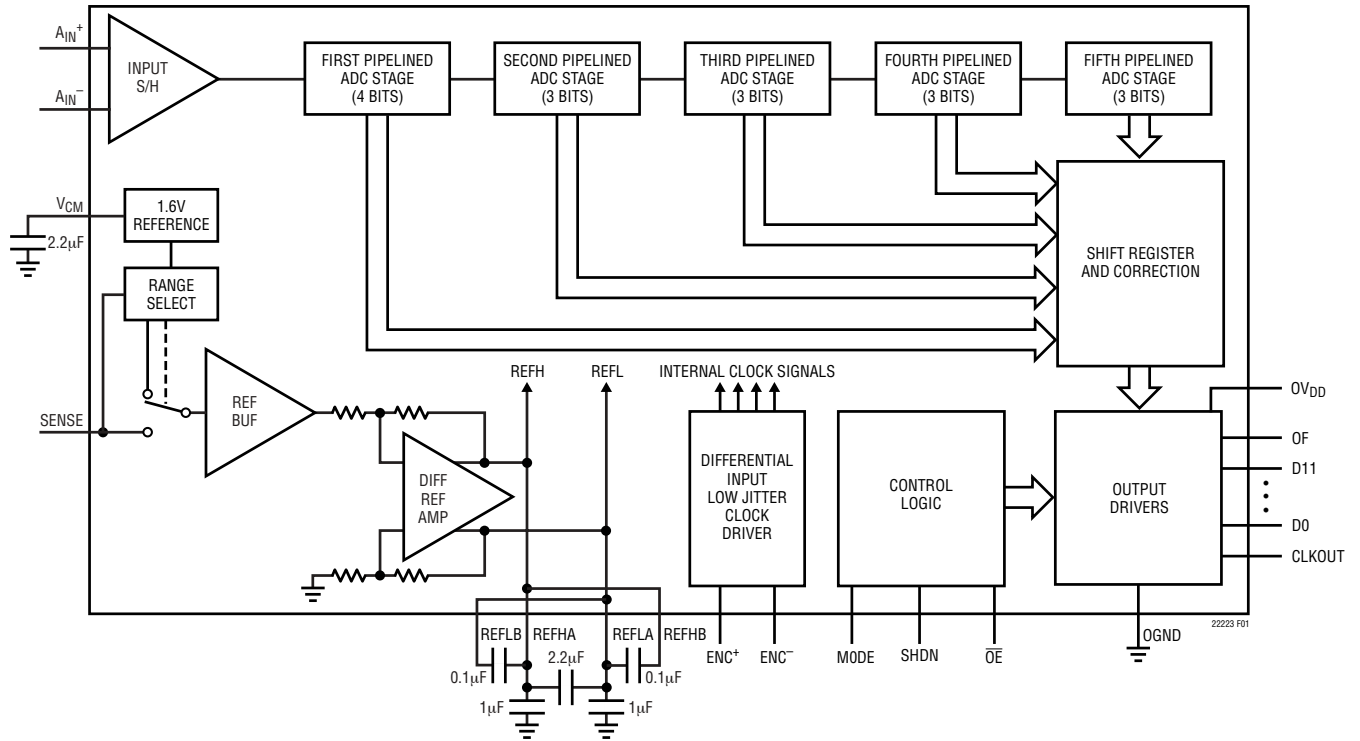 AIN+
AIN−
INPUT
S/H
FIRST PIPELINED
ADC STAGE
(4 BITS)
SECOND PIPELINED
ADC STAGE
(3 BITS)
THIRD PIPELINED
ADC STAGE
(3 BITS)
FOURTH PIPELINED
ADC STAGE
(3 BITS)
FIFTH PIPELINED
ADC STAGE
(3 BITS)
VCM
2.2µF
1.6V
REFERENCE
RANGE
SELECT
SHIFT REGISTER
AND CORRECTION
SENSE
REF
BUF
DIFF
REF
AMP
REFH
REFL
INTERNAL CLOCK SIGNALS
DIFFERENTIAL
INPUT
LOW JITTER
CLOCK
DRIVER
CONTROL
LOGIC
OUTPUT
DRIVERS
OVDD
OF
D11
D0
CLKOUT
REFLB
REFHA
REFLA
REFHB
2.2µF
0.1µF
0.1µF
1µF
1µF
ENC+
ENC−
MODE
SHDN
O̅E̅
OGND
22223 F01